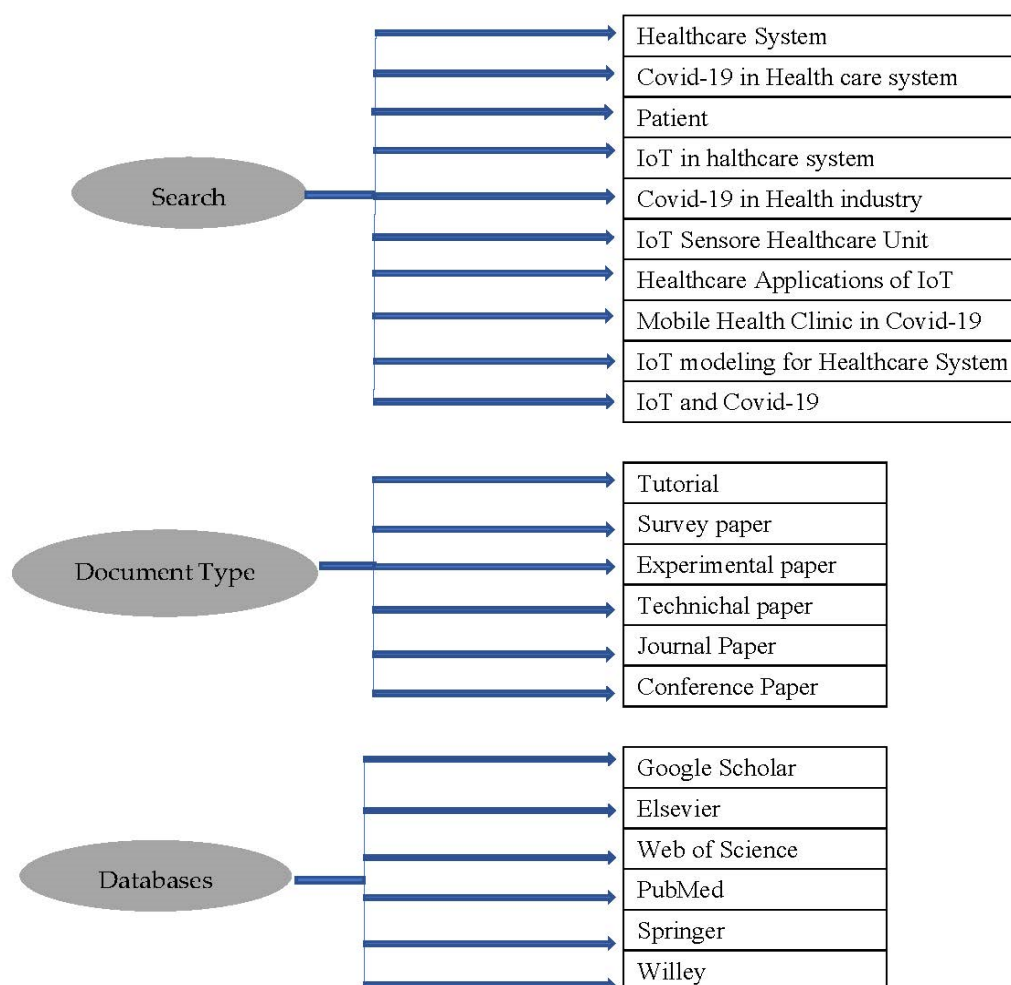 Search
Healthcare System
Covid-19 in Health care system
Patient
IoT in halthcare system
Covid-19 in Health industry
IoT Sensore Healthcare Unit
Healthcare Applications of IoT
Mobile Health Clinic in Covid-19
IoT modeling for Healthcare System
IoT and Covid-19
Document Type
Tutorial
Survey paper
Experimental paper
Technichal paper
Journal Paper
Conference Paper
Databases
Google Scholar
Elsevier
Web of Science
PubMed
Springer
Willey